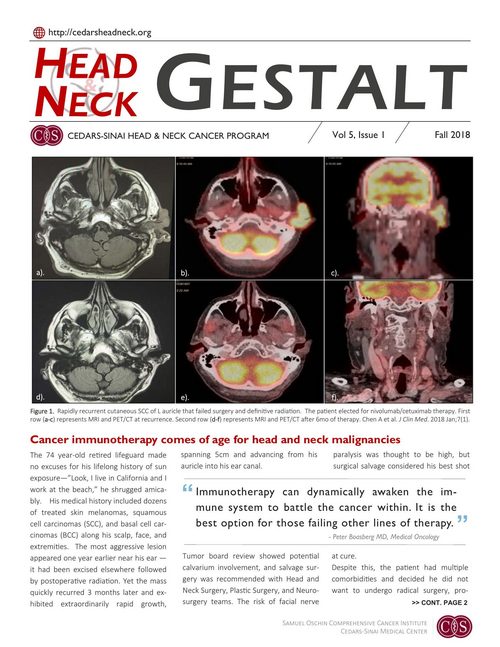 http://cedarsheadneck.org
HEAD
&
NECK
GESTALT
CS CEDARS-SINAI HEAD & NECK CANCER PROGRAM
Vol 5, Issue 1
Fall 2018
a).
b).
c).
d).
e).
f).
Figure 1. Rapidly recurrent cutaneous SCC of L auricle that failed surgery and definitive radiation. The patient elected for nivolumab/cetuximab therapy. First
row (a-c) represents MRI and PET/CT at recurrence. Second row (d-f) represents MRI and PET/CT after 6mo of therapy. Chen A et al. J Clin Med. 2018 Jan;7(1).
Cancer immunotherapy comes of age for head and neck malignancies
The 74 year-old retired lifeguard made
no excuses for his lifelong history of sun
exposure—"Look, I live in California and I
work at the beach," he shrugged amica-
bly. His medical history included dozens
of treated skin melanomas, squamous
cell carcinomas (SCC), and basal cell car-
cinomas (BCC) along his scalp, face, and
extremities. The most aggressive lesion
appeared one year earlier near his ear —
it had been excised elsewhere followed
by postoperative radiation. Yet the mass
quickly recurred 3 months later and ex-
hibited extraordinarily rapid growth,
spanning 5cm and advancing from his
auricle into his ear canal.
paralysis was thought to be high, but
surgical salvage considered his best shot
“ Immunotherapy can dynamically awaken the im-
mune system to battle the cancer within. It is the
best option for those failing other lines of therapy. ”
- Peter Boasberg MD, Medical Oncology
Tumor board review showed potential
calvarium involvement, and salvage sur-
gery was recommended with Head and
Neck Surgery, Plastic Surgery, and Neuro-
surgery teams. The risk of facial nerve
at cure.
Despite this, the patient had multiple
comorbidities and decided he did not
want to undergo radical surgery, pro-
>> CONT. PAGE 2
SAMUEL OSCHIN COMPREHENSIVE CANCER INSTITUTE
CEDARS-SINAI MEDICAL CENTER
CS